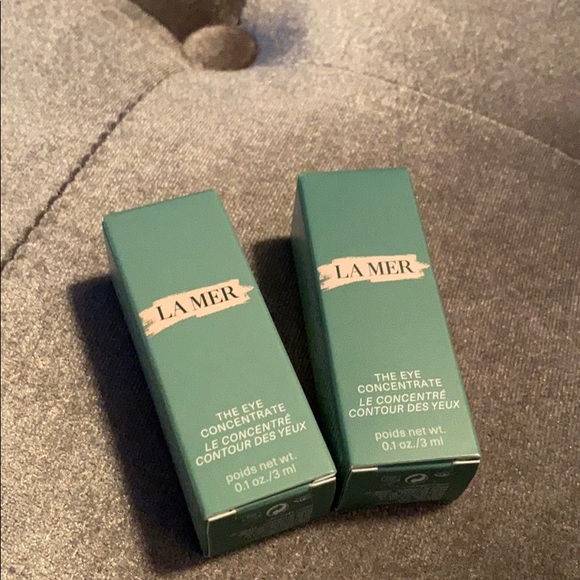 LA MER
THE EYE
CONCENTRATE
LE CONCENTRÉ
CONTOUR DES YEUX
poids net wt.
0.1 oz./3 ml
LA MER
THE EYE
CONCENTRATE
LE CONCENTRÉ
CONTOUR DES YEUX
poids net wt.
0.1 oz./3 ml